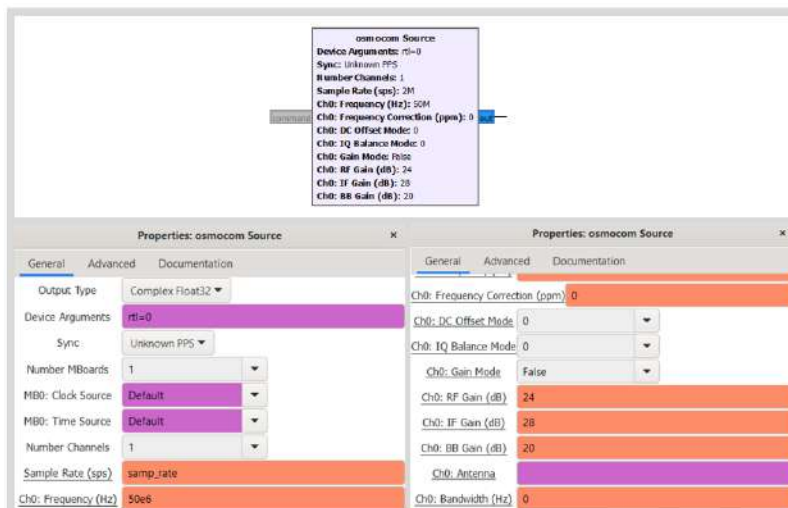 osmocom Source
Device Arguments: rtl=0
Sync: Unknown PPS
Number Channels: 1
Sample Rate (sps): 2M
Ch0: Frequency (Hz): 50M
command
Ch0: Frequency Correction (ppm): 0
out
Ch0: DC Offset Mode: 0
Ch0: IQ Balance Mode: 0
Ch0: Gain Mode: False
Ch0: RF Gain (dB): 24
Ch0: IF Gain (dB): 28
Ch0: BB Gain (dB): 20
Properties: osmocom Source ×
General Advanced Documentation
Output Type Complex Float32
Device Arguments rtl=0
Sync Unknown PPS
Number MBoards 1
MB0: Clock Source Default
MB0: Time Source Default
Number Channels 1
Sample Rate (sps) samp_rate
Ch0: Frequency (Hz) 50e6
Properties: osmocom Source ×
General Advanced Documentation
Ch0: Frequency Correction (ppm) 0
Ch0: DC Offset Mode 0
Ch0: IQ Balance Mode 0
Ch0: Gain Mode False
Ch0: RF Gain (dB) 24
Ch0: IF Gain (dB) 28
Ch0: BB Gain (dB) 20
Ch0: Antenna
Ch0: Bandwidth (Hz) 0